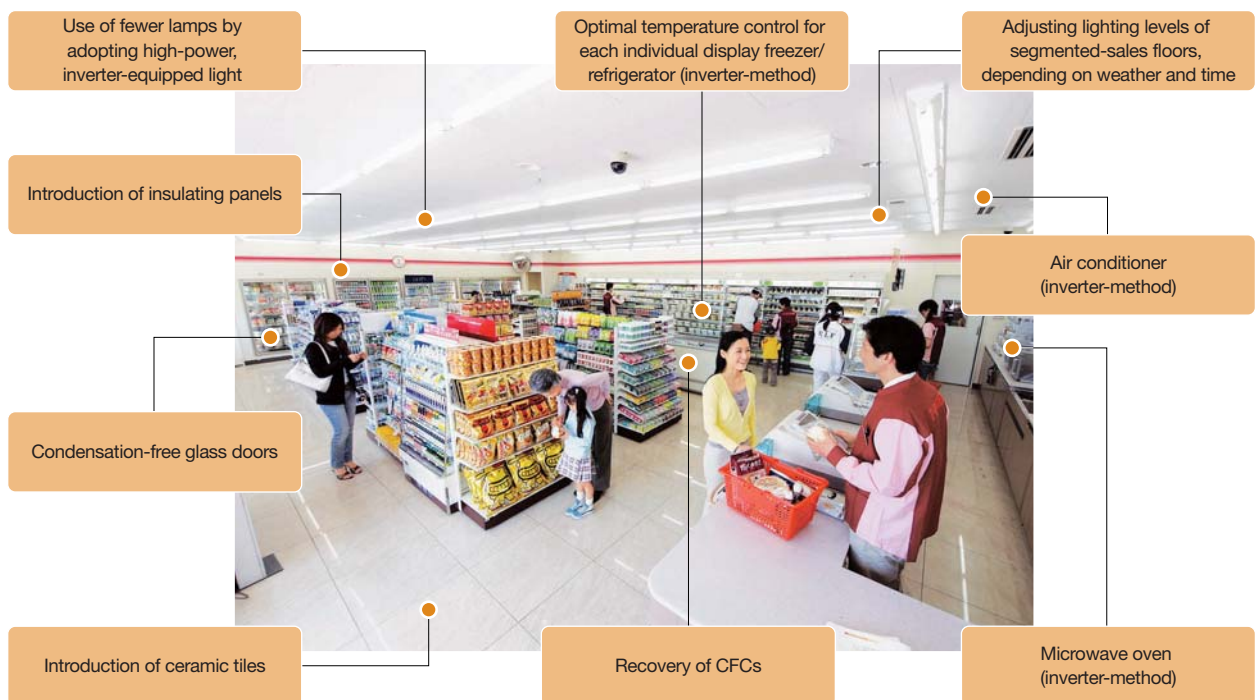 Use of fewer lamps by
adopting high-power,
inverter-equipped light
Optimal temperature control for
each individual display freezer/
refrigerator (inverter-method)
Adjusting lighting levels of
segmented-sales floors,
depending on weather and time
Introduction of insulating panels
Air conditioner
(inverter-method)
Condensation-free glass doors
Introduction of ceramic tiles
Recovery of CFCs
Microwave oven
(inverter-method)